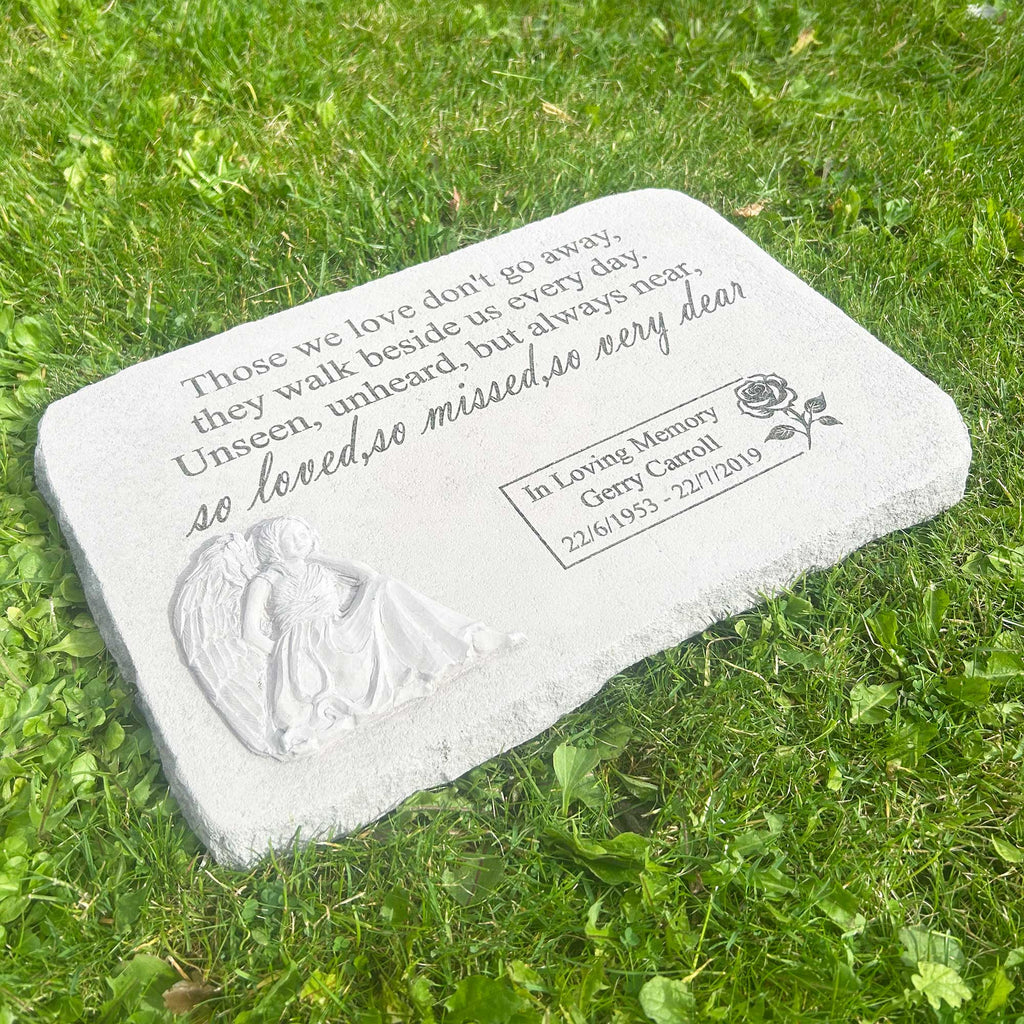 Those we love don't go away,
they walk beside us every day.
Unseen, unheard, but always near,
so loved,so missed,so very dear
In Loving Memory
Gerry Carroll
22/6/1953 - 22/7/2019